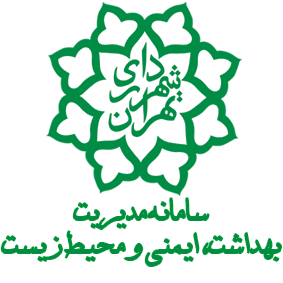 شهرداری
تهران
سامانه مدیریت
بهداشت، ایمنی و محیط زیست